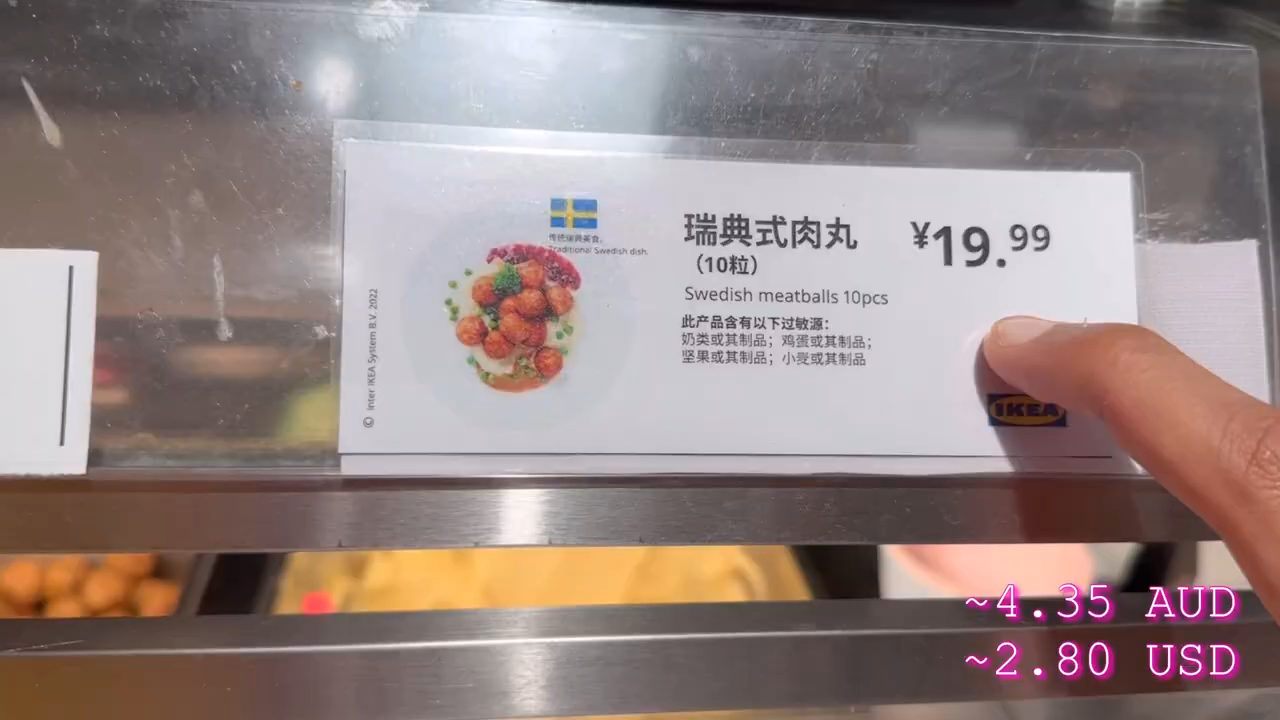 传统瑞典美食。
Traditional Swedish dish.
© Inter IKEA System B.V. 2022
瑞典式肉丸
（10粒）
Swedish meatballs 10pcs
¥19.99
此产品含有以下过敏源：
奶类或其制品；鸡蛋或其制品；
坚果或其制品；小麦或其制品
IKEA
~4.35 AUD
~2.80 USD